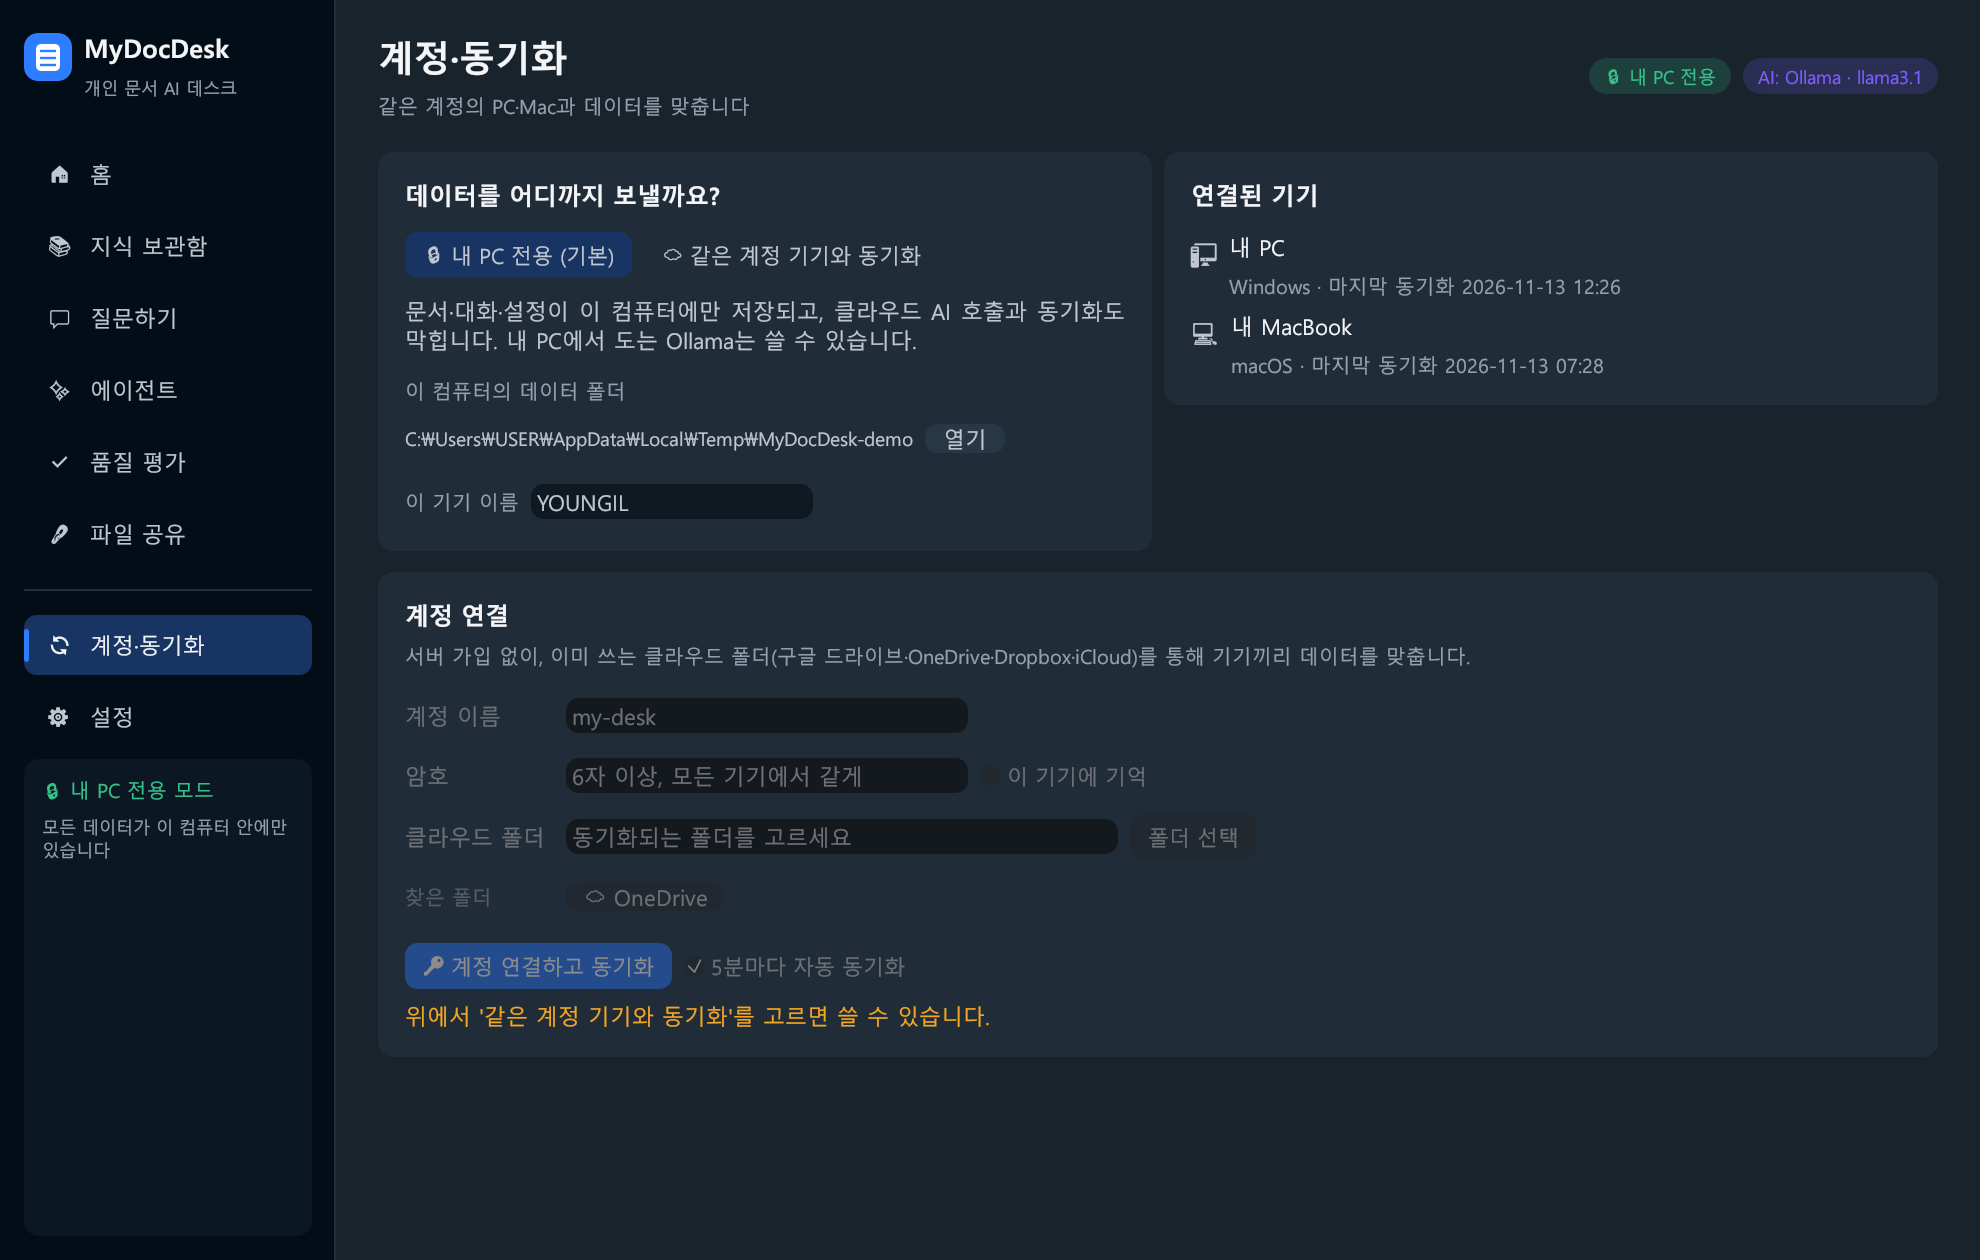 MyDocDesk
개인 문서 AI 데스크
홈
지식 보관함
질문하기
에이전트
품질 평가
파일 공유
계정·동기화
설정
내 PC 전용 모드
모든 데이터가 이 컴퓨터 안에만
있습니다
계정·동기화
같은 계정의 PC·Mac과 데이터를 맞춥니다
내 PC 전용
AI: Ollama · llama3.1
데이터를 어디까지 보낼까요?
내 PC 전용 (기본)
같은 계정 기기와 동기화
문서·대화·설정이 이 컴퓨터에만 저장되고, 클라우드 AI 호출과 동기화도
막힙니다. 내 PC에서 도는 Ollama는 쓸 수 있습니다.
이 컴퓨터의 데이터 폴더
C:₩Users₩USER₩AppData₩Local₩Temp₩MyDocDesk-demo 열기
이 기기 이름 YOUNGIL
연결된 기기
내 PC
Windows · 마지막 동기화 2026-11-13 12:26
내 MacBook
macOS · 마지막 동기화 2026-11-13 07:28
계정 연결
서버 가입 없이, 이미 쓰는 클라우드 폴더(구글 드라이브·OneDrive·Dropbox·iCloud)를 통해 기기끼리 데이터를 맞춥니다.
계정 이름 my-desk
암호 6자 이상, 모든 기기에서 같게 이 기기에 기억
클라우드 폴더 동기화되는 폴더를 고르세요 폴더 선택
찾은 폴더 OneDrive
계정 연결하고 동기화 ✓ 5분마다 자동 동기화
위에서 '같은 계정 기기와 동기화'를 고르면 쓸 수 있습니다.